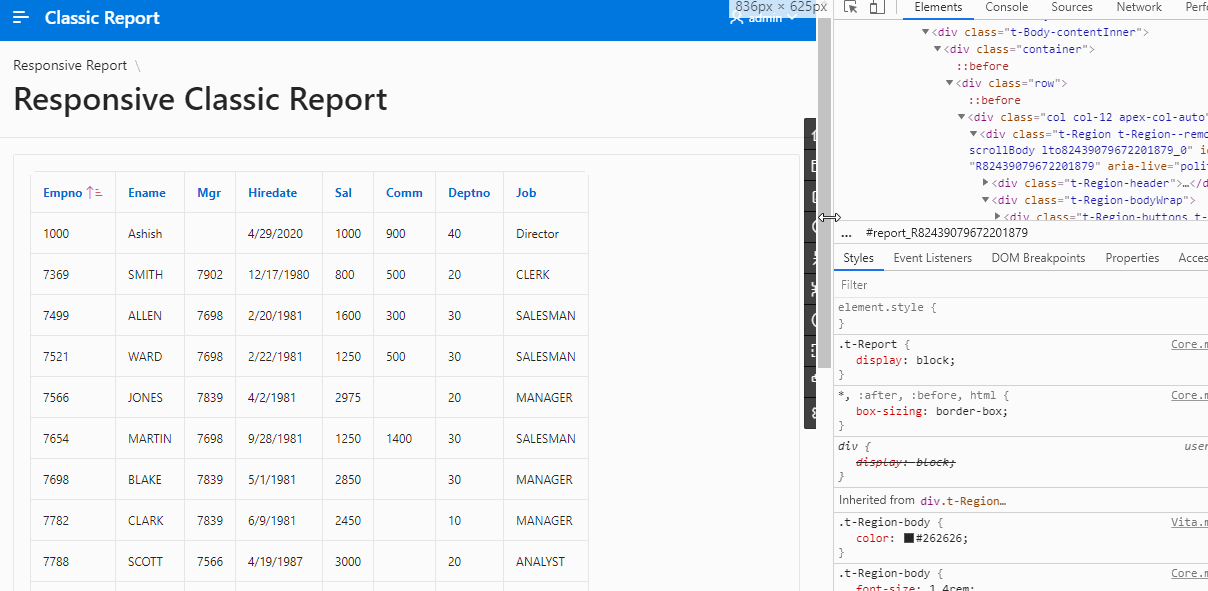 Classic Report
admin
836px × 625px
Responsive Report \
Responsive Classic Report
Empno Ename Mgr Hiredate Sal Comm Deptno Job
1000 Ashish 4/29/2020 1000 900 40 Director
7369 SMITH 7902 12/17/1980 800 500 20 CLERK
7499 ALLEN 7698 2/20/1981 1600 300 30 SALESMAN
7521 WARD 7698 2/22/1981 1250 500 30 SALESMAN
7566 JONES 7839 4/2/1981 2975 20 MANAGER
7654 MARTIN 7698 9/28/1981 1250 1400 30 SALESMAN
7698 BLAKE 7839 5/1/1981 2850 30 MANAGER
7782 CLARK 7839 6/9/1981 2450 10 MANAGER
7788 SCOTT 7566 4/19/1987 3000 20 ANALYST
Elements Console Sources Network Perf
<div class="t-Body-contentInner">
<div class="container">
::before
<div class="row">
::before
<div class="col col-12 apex-col-auto"
<div class="t-Region t-Region--remo
scrollBody lto82439079672201879_0" id
"R82439079672201879" aria-live="polit
<div class="t-Region-header">…</d
<div class="t-Region-bodyWrap">
<div class="t-Region-buttons t-
... #report_R82439079672201879
Styles Event Listeners DOM Breakpoints Properties Acces
Filter
element.style {
}
.t-Report { Core.m
display: block;
}
*, :after, :before, html { Core.m
box-sizing: border-box;
}
div { user
display: block;
}
Inherited from div.t-Region…
.t-Region-body { Vita.m
color: #262626;
}
.t-Region-body { Core.m
font-size: 1.4rem;